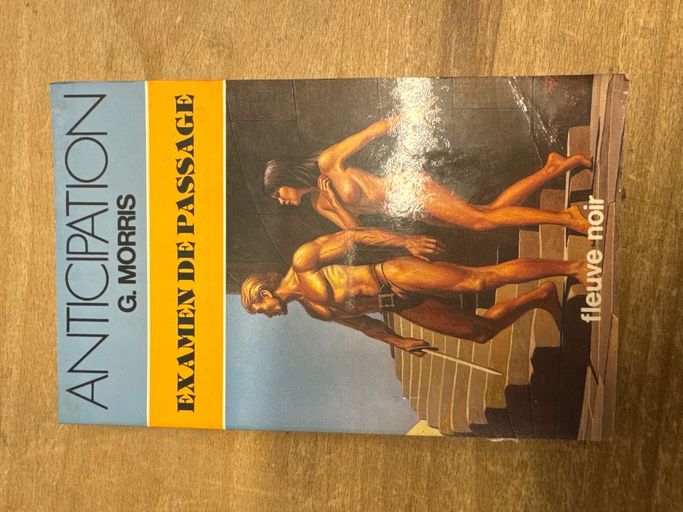 ANTICIPATION
G. MORRIS
EXAMEN DE PASSAGE
fleuve noir